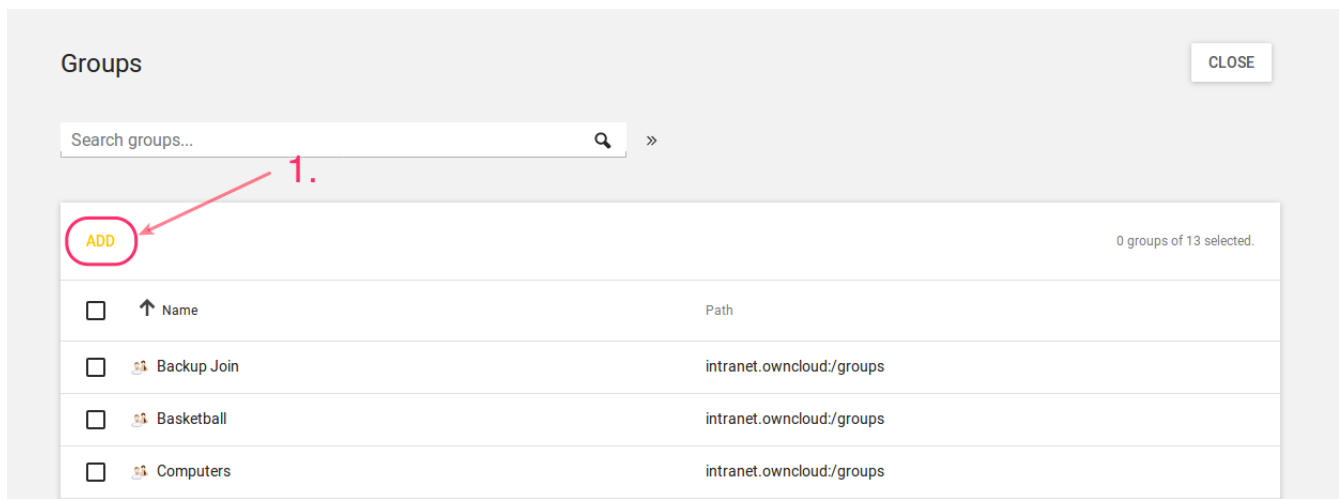 Groups
CLOSE
Search groups... »
1.
ADD
0 groups of 13 selected.
Name Path
Backup Join intranet.owncloud:/groups
Basketball intranet.owncloud:/groups
Computers intranet.owncloud:/groups